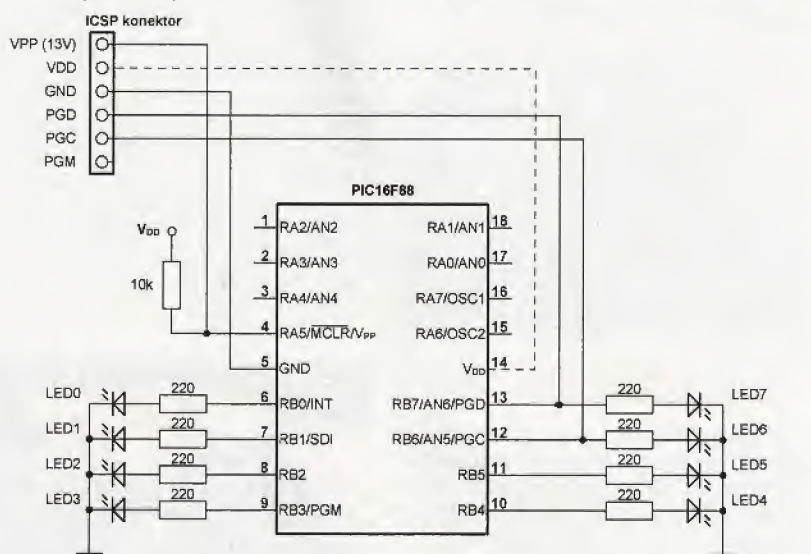 ICSP konektor
VPP (13V)
VDD
GND
PGD
PGC
PGM
PIC16F88
VDD
10k
1 RA2/AN2 RA1/AN1 18
2 RA3/AN3 RA0/AN0 17
3 RA4/AN4 RA7/OSC1 16
4 RA5/MCLR/VPP RA6/OSC2 15
5 GND VDD 14
LED0 220 6 RB0/INT RB7/AN6/PGD 13 220 LED7
LED1 220 7 RB1/SDI RB6/AN5/PGC 12 220 LED6
LED2 220 8 RB2 RB5 11 220 LED5
LED3 220 9 RB3/PGM RB4 10 220 LED4